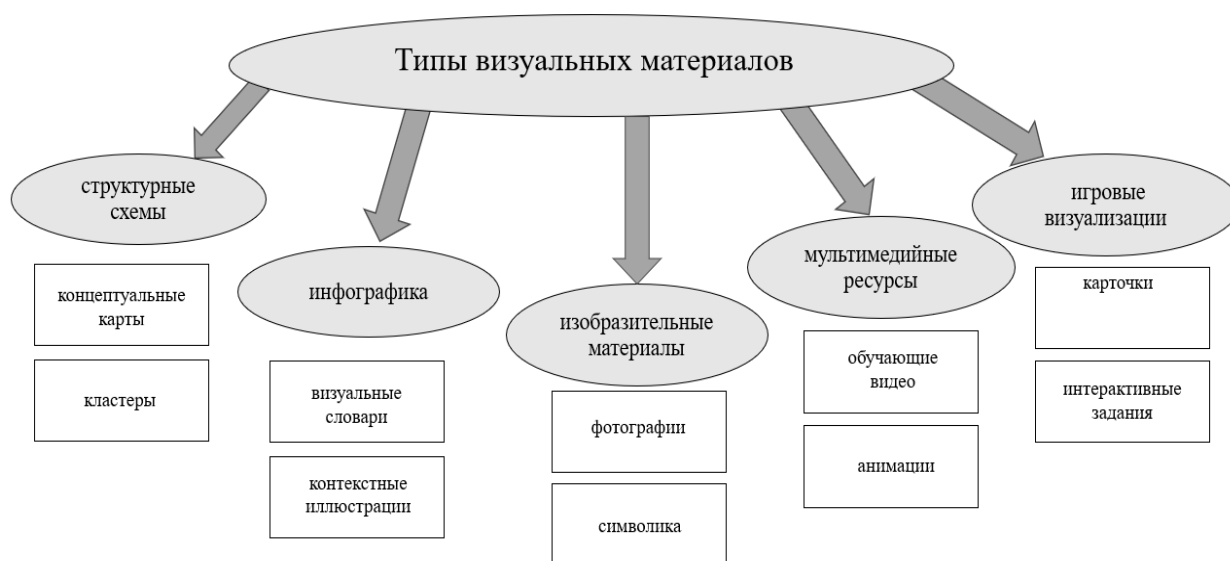 Типы визуальных материалов
структурные
схемы
концептуальные
карты
кластеры
инфографика
визуальные
словари
контекстные
иллюстрации
изобразительные
материалы
фотографии
символика
мультимедийные
ресурсы
обучающие
видео
анимации
игровые
визуализации
карточки
интерактивные
задания